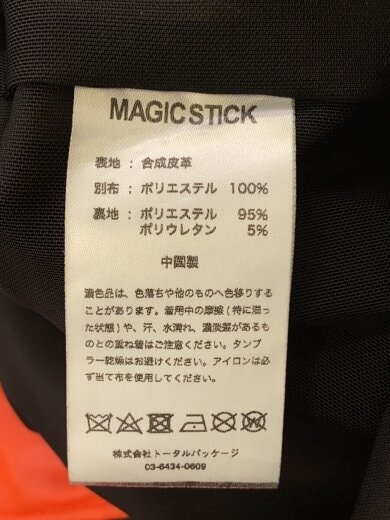 MAGIC STICK
表地 : 合成皮革
別布 : ポリエステル 100%
裏地 : ポリエステル 95%
ポリウレタン 5%
中国製
濃色品は、色落ちや他のものへ色移りする
ことがあります。着用中の摩擦(特に湿っ
た状態)や、汗、水濡れ、濃淡差があるも
のとの重ね着はご注意ください。タンブ
ラー乾燥はお避けください。アイロンは必
ず当て布を使用してください。
株式会社トータルパッケージ
03-6434-0609